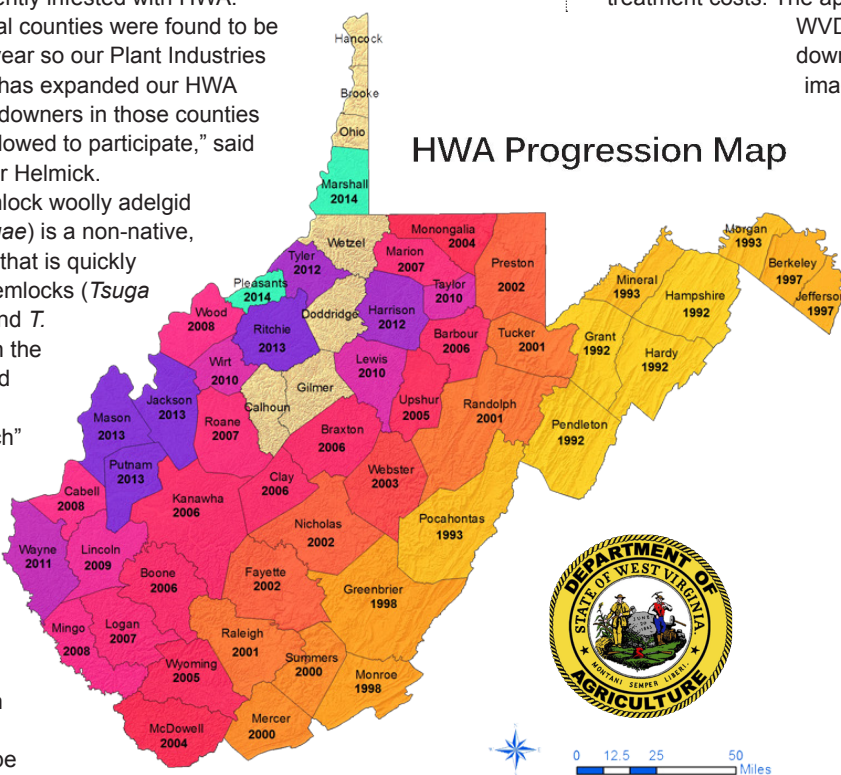 ently infested with HWA.
al counties were found to be
year so our Plant Industries
has expanded our HWA
downers in those counties
lowed to participate,” said
r Helmick.
nlock woolly adelgid
gae) is a non-native,
that is quickly
emlocks (Tsuga
nd T.
n the
d
ch”
n
be
treatment costs. The ap
WVD
down
ima
HWA Progression Map
Hancock
Brooke
Ohio
Marshall
2014
Wetzel
Monongalia
2004
Marion
2007
Preston
2002
Morgan
1993
Berkeley
1997
Jefferson
1997
Mineral
1993
Hampshire
1992
Tyler
2012
Pleasants
2014
Doddridge
Harrison
2012
Taylor
2010
Wood
2008
Ritchie
2013
Barbour
2006
Tucker
2001
Grant
1992
Hardy
1992
Wirt
2010
Lewis
2010
Gilmer
Calhoun
Upshur
2005
Randolph
2001
Pendleton
1992
Jackson
2013
Mason
2013
Roane
2007
Braxton
2006
Putnam
2013
Webster
2003
Clay
2006
Cabell
2008
Kanawha
2006
Nicholas
2002
Pocahontas
1993
Wayne
2011
Lincoln
2009
Boone
2006
Fayette
2002
Greenbrier
1998
Mingo
2008
Logan
2007
Raleigh
2001
Summers
2000
Monroe
1998
Wyoming
2005
Mercer
2000
McDowell
2004
DEPARTMENT OF
STATE OF WEST VIRGINIA.
JUNE
20
1863
MONTANI SEMPER LIBERI.
AGRICULTURE
0 12.5 25 50
Miles